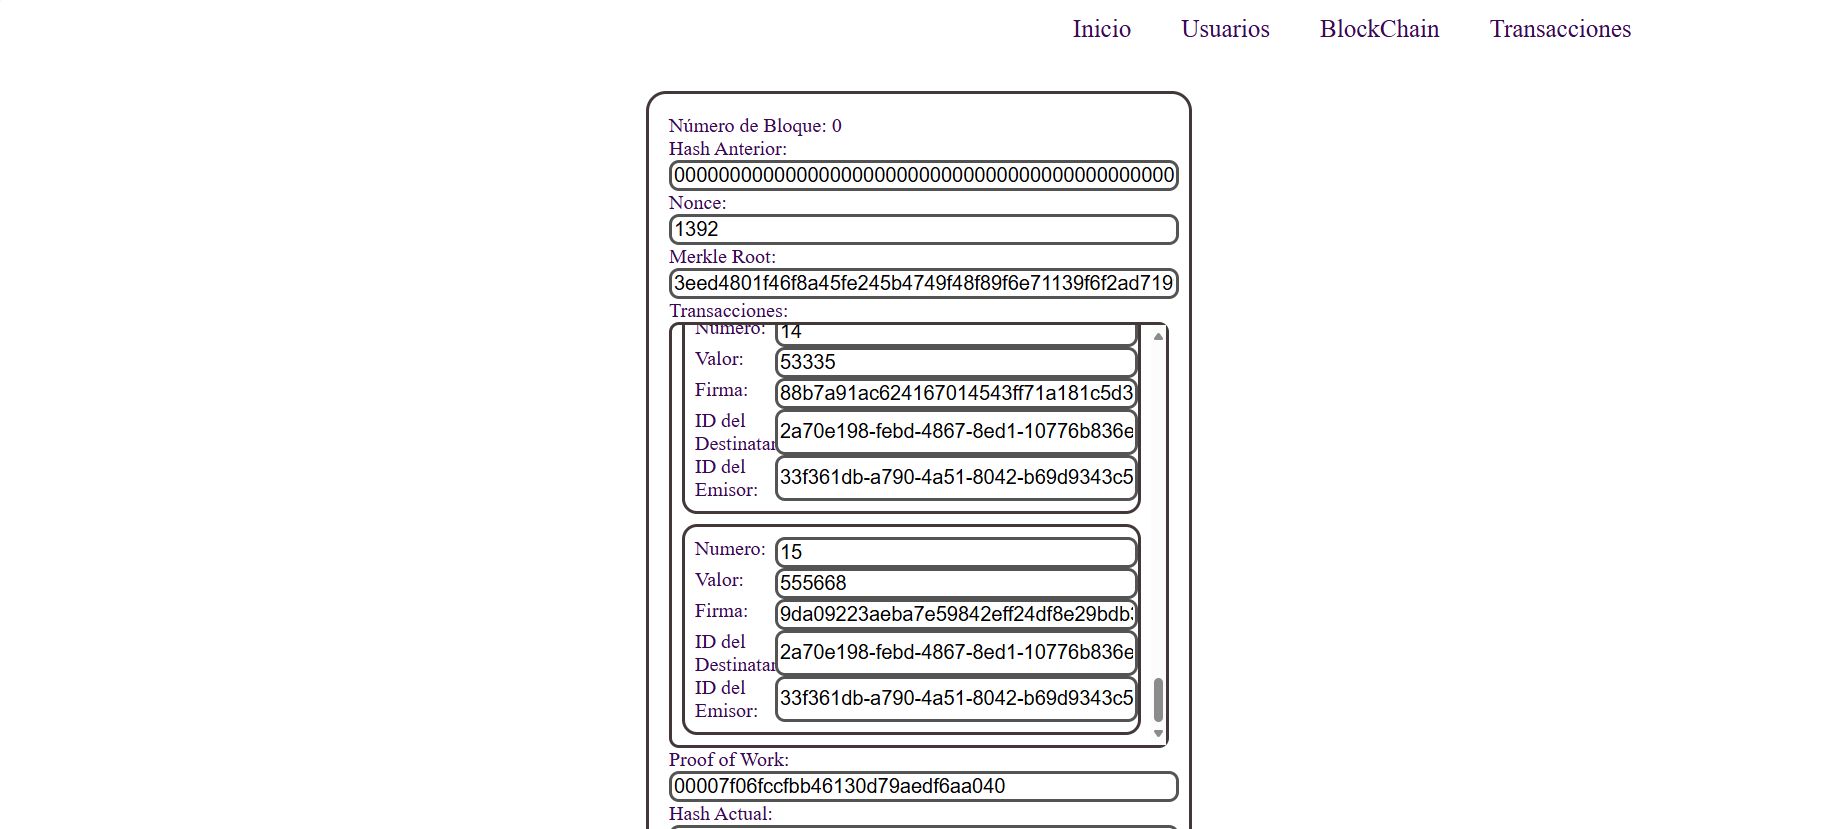 Inicio Usuarios BlockChain Transacciones
Número de Bloque: 0
Hash Anterior:
000000000000000000000000000000000000000000000
Nonce:
1392
Merkle Root:
3eed4801f46f8a45fe245b4749f48f89f6e71139f6f2ad719
Transacciones:
Numero: 14
Valor: 53335
Firma: 88b7a91ac624167014543ff71a181c5d3
ID del
Destinatar
2a70e198-febd-4867-8ed1-10776b836e
ID del
Emisor:
33f361db-a790-4a51-8042-b69d9343c5
Numero: 15
Valor: 555668
Firma: 9da09223aeba7e59842eff24df8e29bdb
ID del
Destinatar
2a70e198-febd-4867-8ed1-10776b836e
ID del
Emisor:
33f361db-a790-4a51-8042-b69d9343c5
Proof of Work:
00007f06fccfbb46130d79aedf6aa040
Hash Actual: